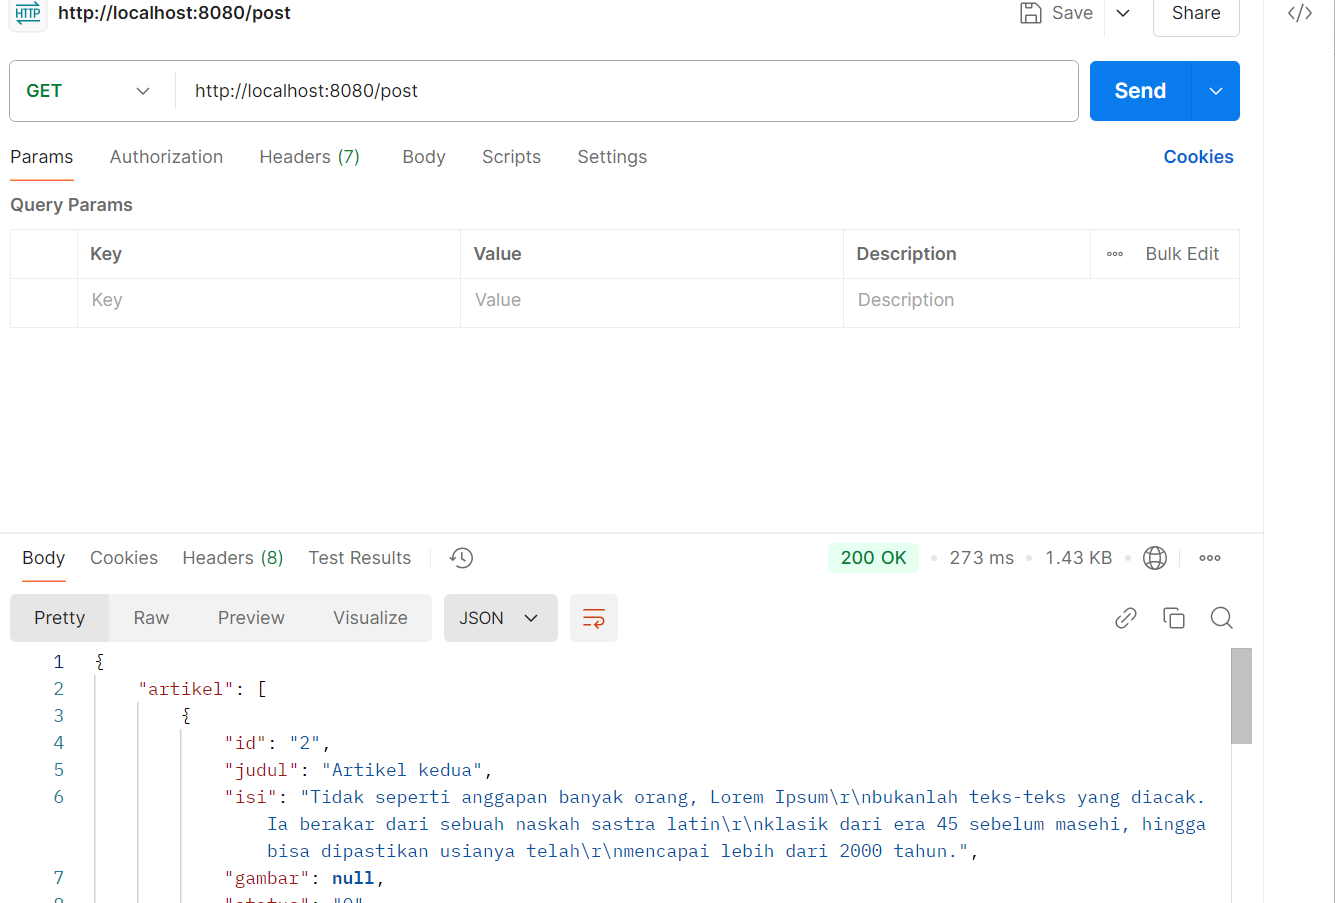 HTTP http://localhost:8080/post Save Share </>
GET http://localhost:8080/post Send
Params Authorization Headers (7) Body Scripts Settings Cookies
Query Params
Key Value Description Bulk Edit
Key Value Description
Body Cookies Headers (8) Test Results 200 OK 273 ms 1.43 KB
Pretty Raw Preview Visualize JSON
1 {
2 "artikel": [
3 {
4 "id": "2",
5 "judul": "Artikel kedua",
6 "isi": "Tidak seperti anggapan banyak orang, Lorem Ipsum\r\nbukanlah teks-teks yang diacak.
Ia berakar dari sebuah naskah sastra latin\r\nklasik dari era 45 sebelum masehi, hingga
bisa dipastikan usianya telah\r\nmencapai lebih dari 2000 tahun.",
7 "gambar": null,